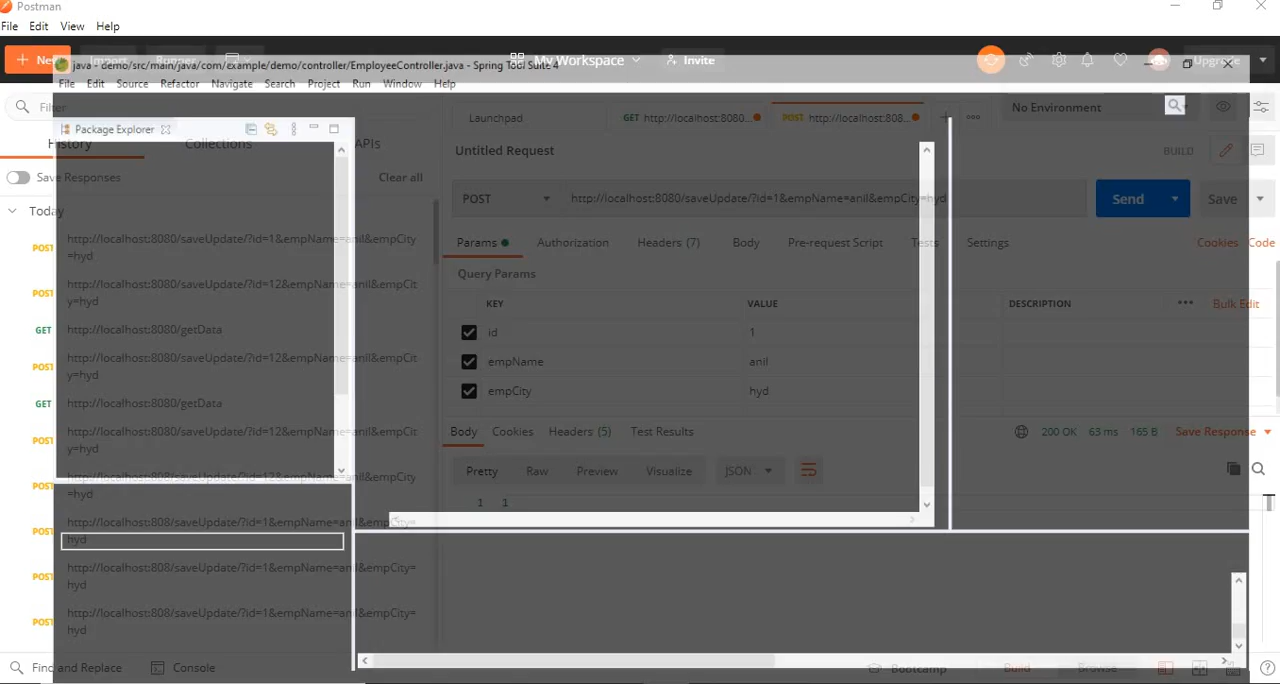 Postman
File Edit View Help
+ New Import Runner My Workspace Invite Upgrade
java - demo/src/main/java/com/example/demo/controller/EmployeeController.java - Spring Tool Suite 4
File Edit Source Refactor Navigate Search Project Run Window Help
Filter
Launchpad GET http://localhost:8080... POST http://localhost:808... + No Environment
Package Explorer
History Collections APIs
Untitled Request BUILD
Save Responses Clear all
POST http://localhost:8080/saveUpdate/?id=1&empName=anil&empCity=hyd Send Save
Today
POST http://localhost:8080/saveUpdate/?id=1&empName=anil&empCity
=hyd
POST http://localhost:8080/saveUpdate/?id=12&empName=anil&empCit
y=hyd
GET http://localhost:8080/getData
POST http://localhost:8080/saveUpdate/?id=12&empName=anil&empCit
y=hyd
GET http://localhost:8080/getData
POST http://localhost:8080/saveUpdate/?id=12&empName=anil&empCit
y=hyd
POST http://localhost:8080/saveUpdate/?id=12&empName=anil&empCity
=hyd
POST http://localhost:808/saveUpdate/?id=1&empName=anil&empCity=
hyd
POST http://localhost:808/saveUpdate/?id=1&empName=anil&empCity=
hyd
POST http://localhost:808/saveUpdate/?id=1&empName=anil&empCity=
hyd
Params Authorization Headers (7) Body Pre-request Script Tests Settings Cookies Code
Query Params
KEY VALUE DESCRIPTION ••• Bulk Edit
id 1
empName anil
empCity hyd
Body Cookies Headers (5) Test Results 200 OK 63 ms 165 B Save Response
Pretty Raw Preview Visualize JSON
1 1
Find and Replace Console Bootcamp Build Browse